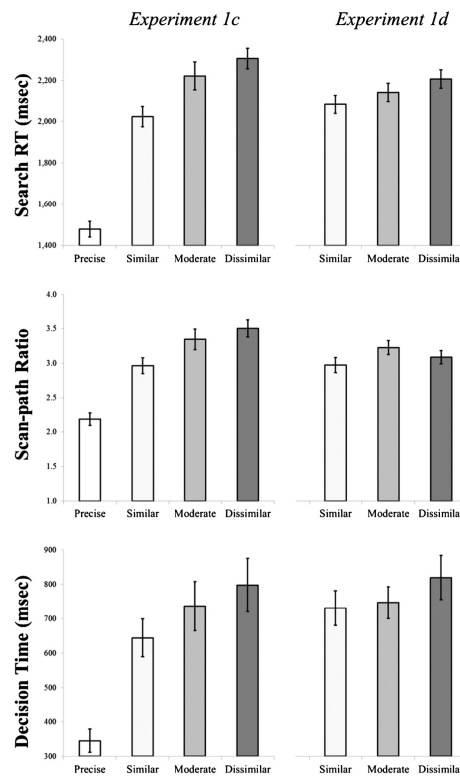 Experiment 1c
Experiment 1d
Search RT (msec)
2,400
2,200
2,000
1,800
1,600
1,400
Precise Similar Moderate Dissimilar
Similar Moderate Dissimila
Scan-path Ratio
4.0
3.5
3.0
2.5
2.0
1.5
1.0
Precise Similar Moderate Dissimilar
Similar Moderate Dissimila
Decision Time (msec)
900
800
700
600
500
400
300
Precise Similar Moderate Dissimilar
Similar Moderate Dissimilar